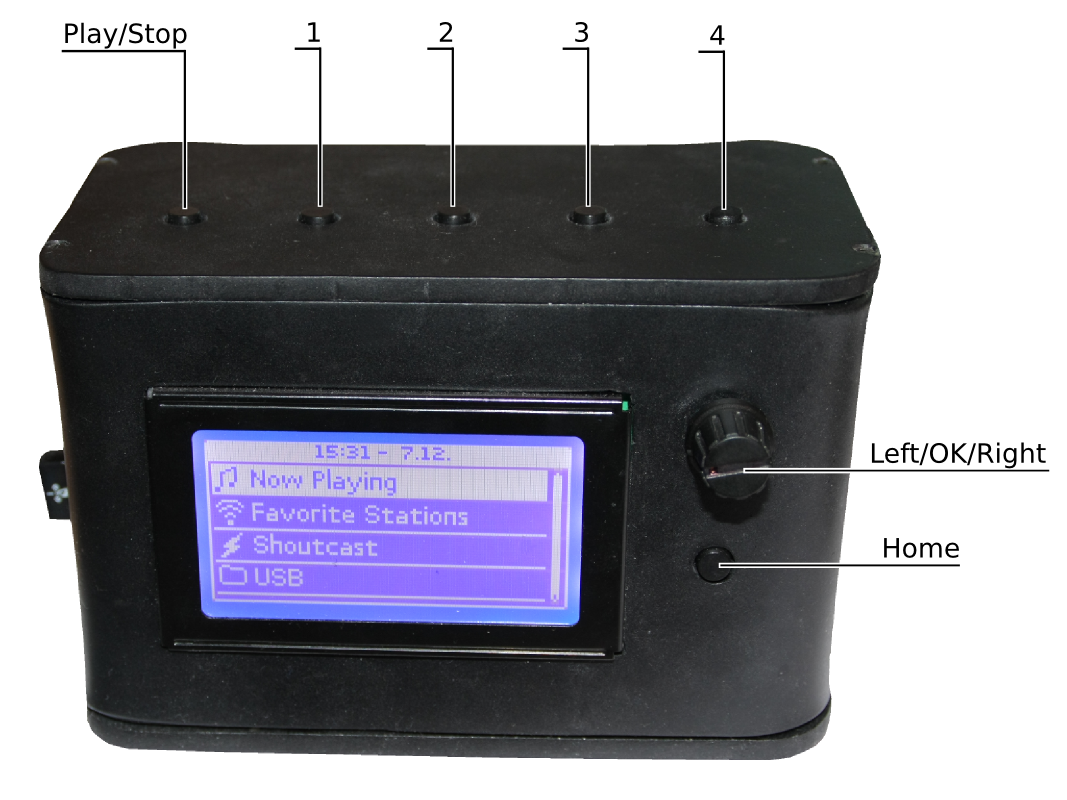 Play/Stop
1
2
3
4
15:31 - 7.12.
Now Playing
Favorite Stations
Shoutcast
USB
Left/OK/Right
Home